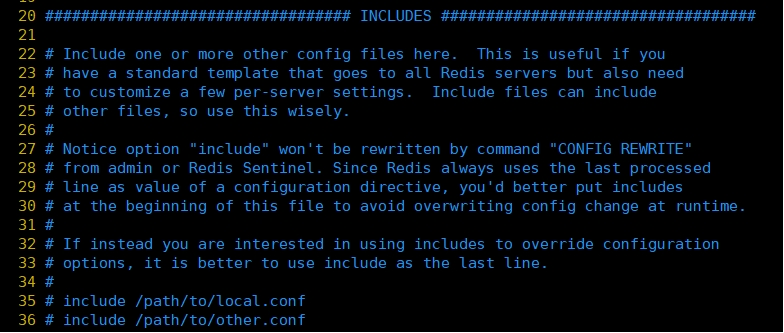 20 ################################## INCLUDES ###################################
21
22 # Include one or more other config files here.  This is useful if you
23 # have a standard template that goes to all Redis servers but also need
24 # to customize a few per-server settings.  Include files can include
25 # other files, so use this wisely.
26 #
27 # Notice option "include" won't be rewritten by command "CONFIG REWRITE"
28 # from admin or Redis Sentinel. Since Redis always uses the last processed
29 # line as value of a configuration directive, you'd better put includes
30 # at the beginning of this file to avoid overwriting config change at runtime.
31 #
32 # If instead you are interested in using includes to override configuration
33 # options, it is better to use include as the last line.
34 #
35 # include /path/to/local.conf
36 # include /path/to/other.conf